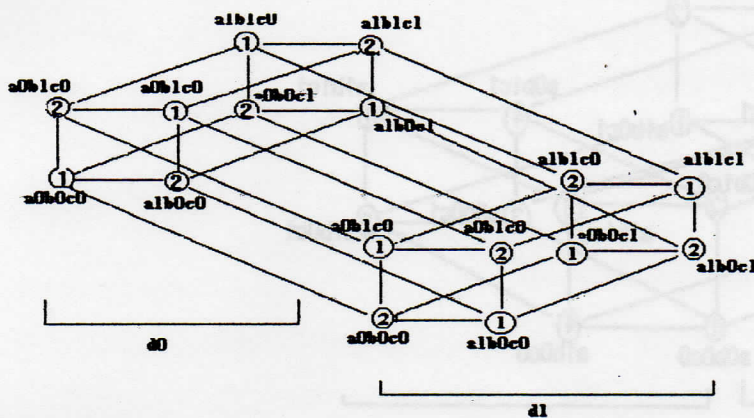 a1b1c0 a1b1c1
1 2
a0b1c0 a0b1c0
2 1 2 a0b0c1 1
a1b0c1
a1b1c0 a1b1c1
1 2 2 1
a0b0c0 a1b0c0
a0b1c0 a0b1c0 a0b0c1
1 2 1 2
a1b0c1
2 1
a0b0c0 a1b0c0
d0
d1